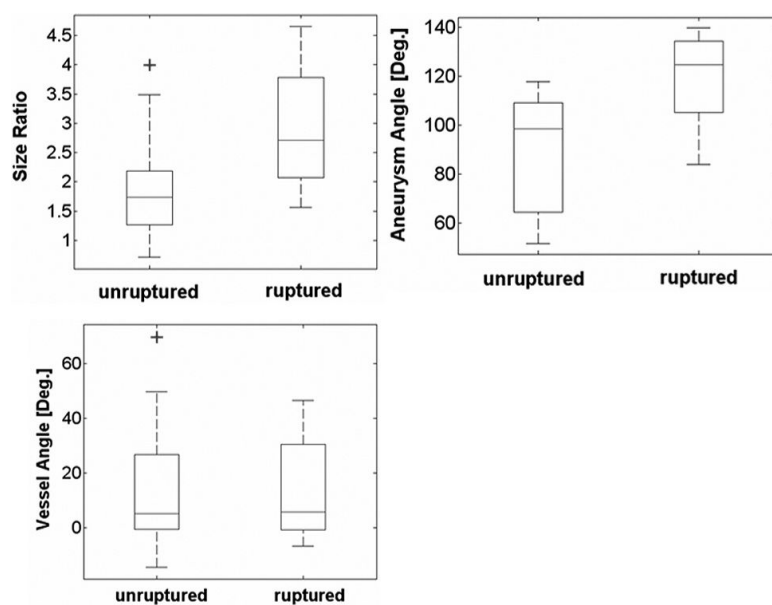 Size Ratio
4.5
4
3.5
3
2.5
2
1.5
1
unruptured ruptured
Aneurysm Angle [Deg.]
140
120
100
80
60
unruptured ruptured
Vessel Angle [Deg.]
60
40
20
0
unruptured ruptured